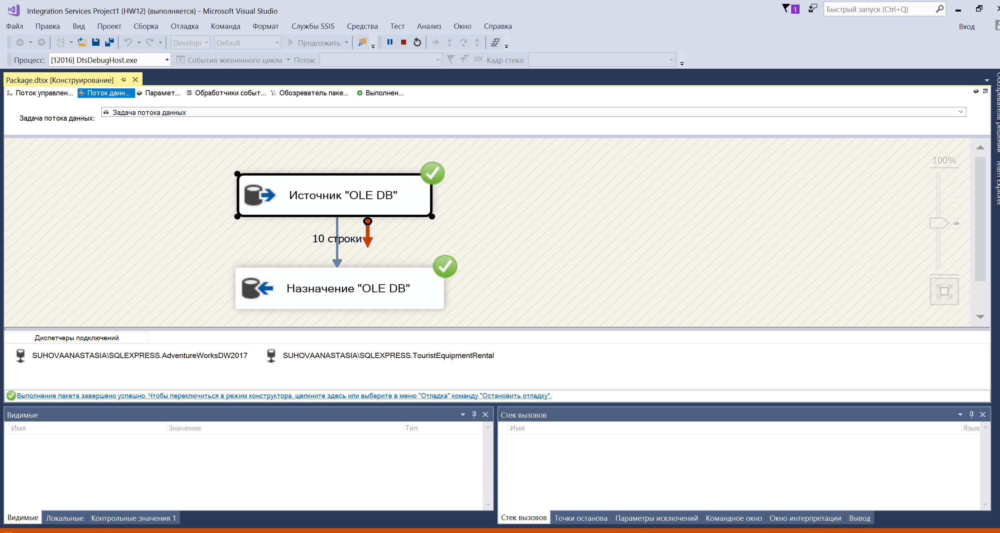 Integration Services Project1 (HW12) (выполняется) - Microsoft Visual Studio
1
Быстрый запуск (Ctrl+Q)
Файл Правка Вид Проект Сборка Отладка Команда Формат Службы SSIS Средства Тест Анализ Окно Справка
Вход
Develop Default Продолжить
Процесс: [12016] DtsDebugHost.exe События жизненного цикла Поток: Кадр стека:
Package.dtsx [Конструирование]
Поток управлен... Поток данн... Парамет... Обработчики событ... Обозреватель паке... Выполнен...
Задача потока данных: Задача потока данных
Обозреватель решений
Team Explorer
100%
Источник "OLE DB"
10 строки
Назначение "OLE DB"
Диспетчеры подключений
SUHOVAANASTASIA\SQLEXPRESS.AdventureWorksDW2017
SUHOVAANASTASIA\SQLEXPRESS.TouristEquipmentRental
Выполнение пакета завершено успешно. Чтобы переключиться в режим конструктора, щелкните здесь или выберите в меню "Отладка" команду "Остановить отладку".
Видимые
Имя Значение Тип
Стек вызовов
Имя Язык
Видимые Локальные Контрольные значения 1
Стек вызовов Точки останова Параметры исключений Командное окно Окно интерпретации Вывод